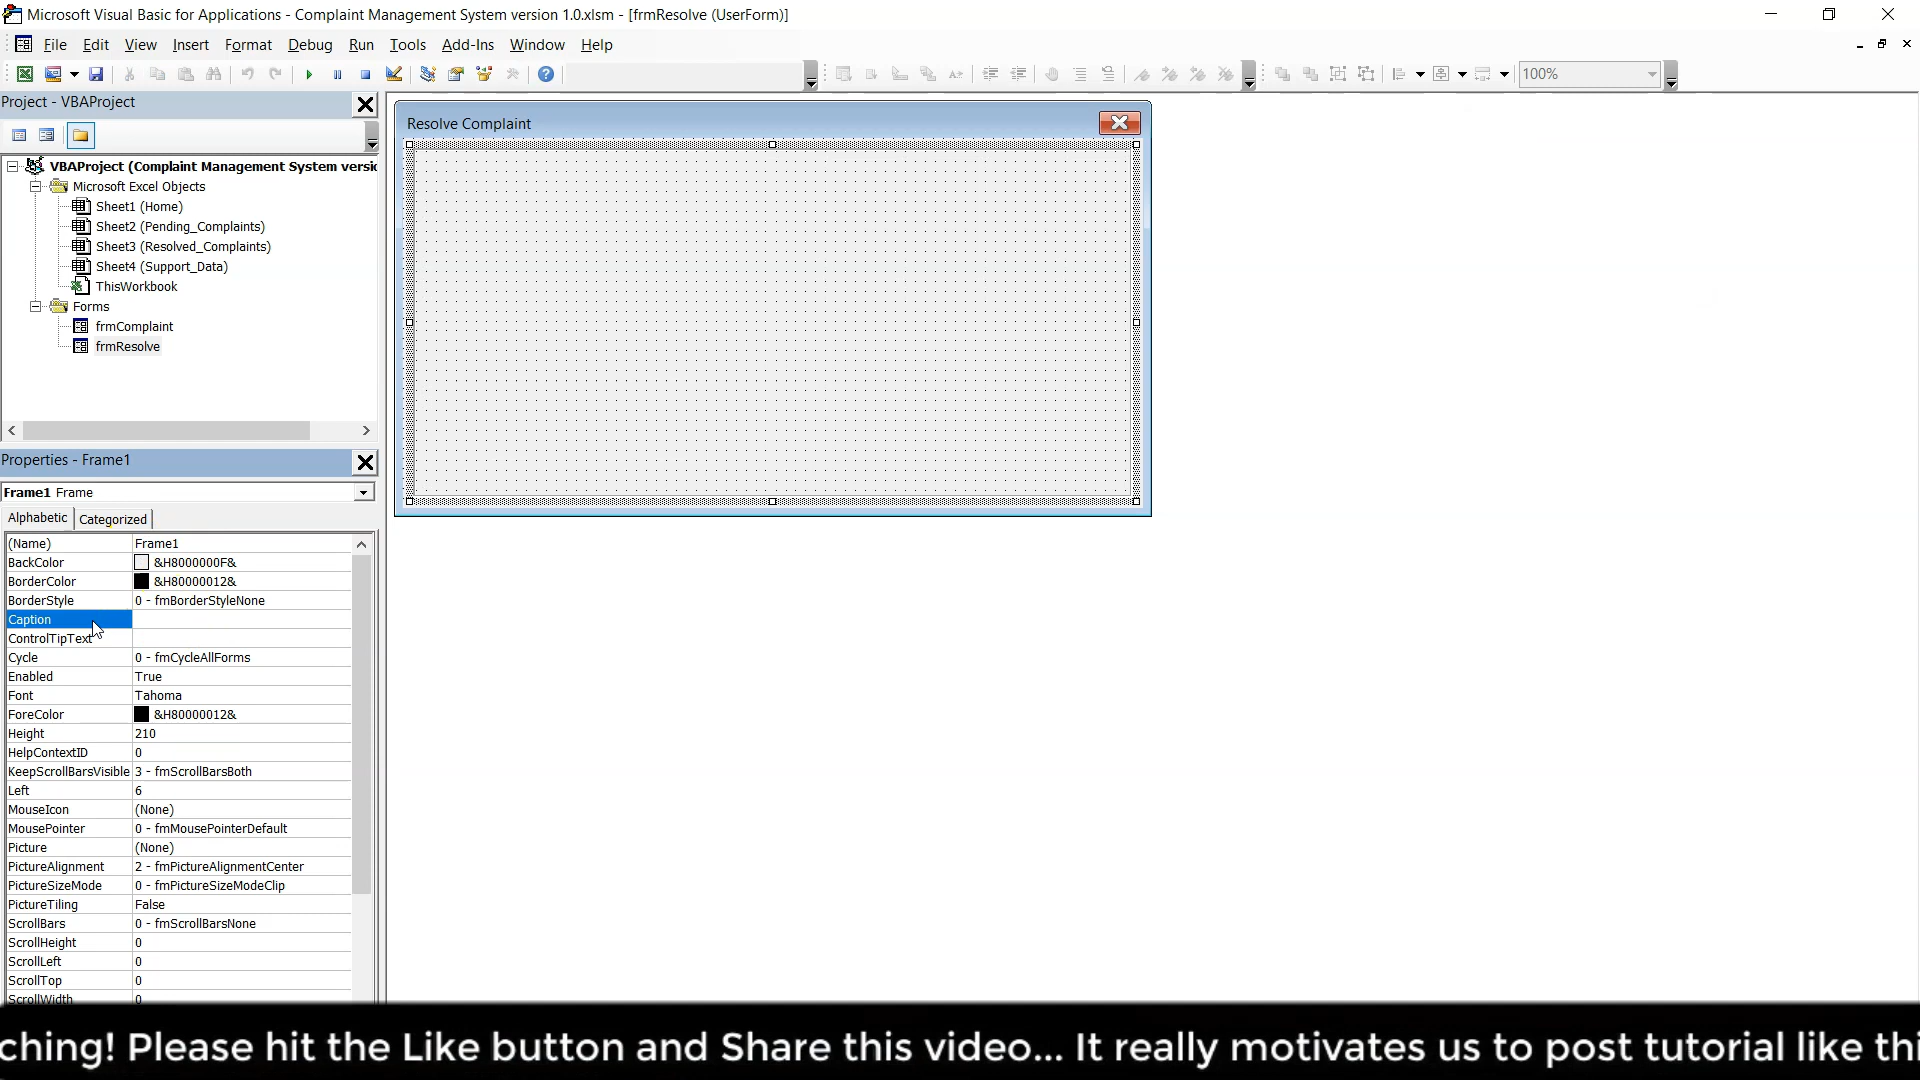 Microsoft Visual Basic for Applications - Complaint Management System version 1.0.xlsm - [frmResolve (UserForm)]
File Edit View Insert Format Debug Run Tools Add-Ins Window Help
100%
Project - VBAProject
VBAProject (Complaint Management System versio
Microsoft Excel Objects
Sheet1 (Home)
Sheet2 (Pending_Complaints)
Sheet3 (Resolved_Complaints)
Sheet4 (Support_Data)
ThisWorkbook
Forms
frmComplaint
frmResolve
Resolve Complaint
Properties - Frame1
Frame1 Frame
Alphabetic Categorized
(Name) Frame1
BackColor &H8000000F&
BorderColor &H80000012&
BorderStyle 0 - fmBorderStyleNone
Caption
ControlTipText
Cycle 0 - fmCycleAllForms
Enabled True
Font Tahoma
ForeColor &H80000012&
Height 210
HelpContextID 0
KeepScrollBarsVisible 3 - fmScrollBarsBoth
Left 6
MouseIcon (None)
MousePointer 0 - fmMousePointerDefault
Picture (None)
PictureAlignment 2 - fmPictureAlignmentCenter
PictureSizeMode 0 - fmPictureSizeModeClip
PictureTiling False
ScrollBars 0 - fmScrollBarsNone
ScrollHeight 0
ScrollLeft 0
ScrollTop 0
ScrollWidth 0
ching! Please hit the Like button and Share this video... It really motivates us to post tutorial like thi